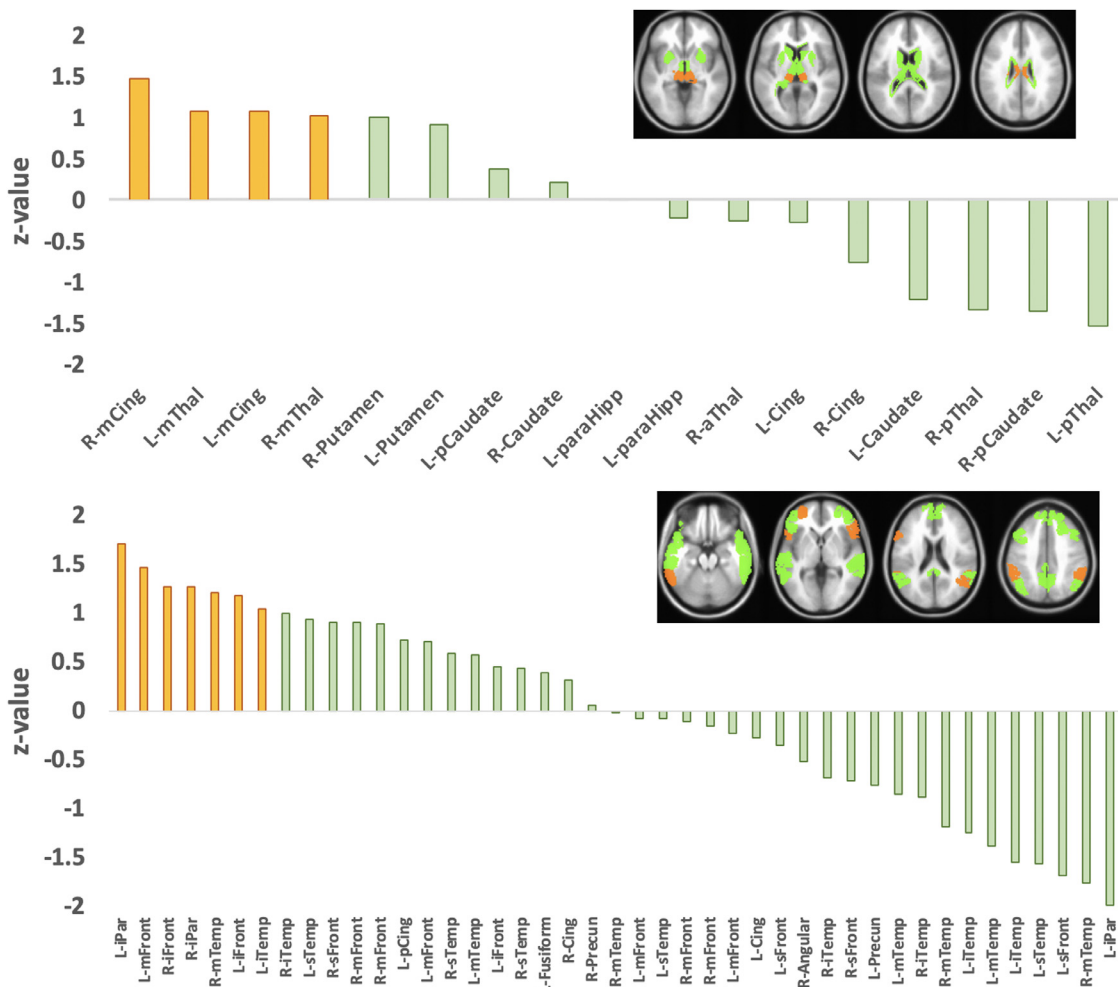 2
1.5
1
0.5
0
-0.5
-1
-1.5
-2
z-value
R-mCing
L-mThal
L-mCing
R-mThal
R-Putamen
L-Putamen
L-pCaudate
R-Caudate
L-paraHipp
L-paraHipp
R-aThal
L-Cing
R-Cing
L-Caudate
R-pThal
R-pCaudate
L-pThal
2
1.5
1
0.5
0
-0.5
-1
-1.5
-2
z-value
L-iPar
L-mFront
R-iFront
R-iPar
R-mTemp
L-iFront
L-iTemp
R-iTemp
L-sTemp
R-sFront
R-mFront
R-mFront
L-pCing
L-mFront
R-sTemp
L-mTemp
L-iFront
R-sTemp
L-Fusiform
R-Cing
R-Precun
R-mTemp
L-mFront
L-sTemp
R-mFront
R-mFront
L-mFront
L-Cing
L-sFront
R-Angular
R-iTemp
R-sFront
L-Precun
L-mTemp
R-iTemp
R-mTemp
L-iTemp
L-mTemp
L-iTemp
L-sTemp
L-sFront
R-mTemp
L-iPar